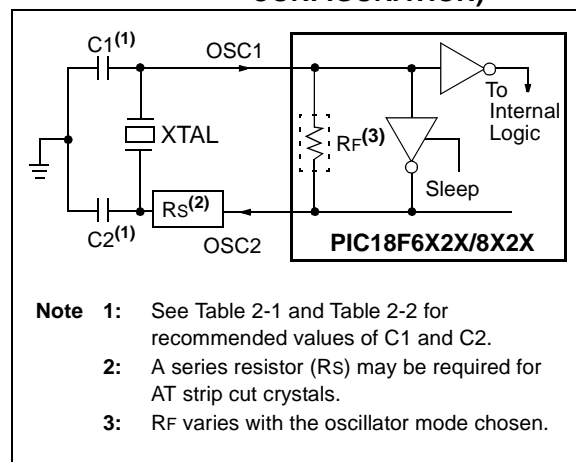 CONFIGURATION)
C1(1)
OSC1
To
Internal
Logic
XTAL
RF(3)
Sleep
RS(2)
C2(1)
OSC2
PIC18F6X2X/8X2X
Note 1: See Table 2-1 and Table 2-2 for
recommended values of C1 and C2.
2: A series resistor (RS) may be required for
AT strip cut crystals.
3: RF varies with the oscillator mode chosen.